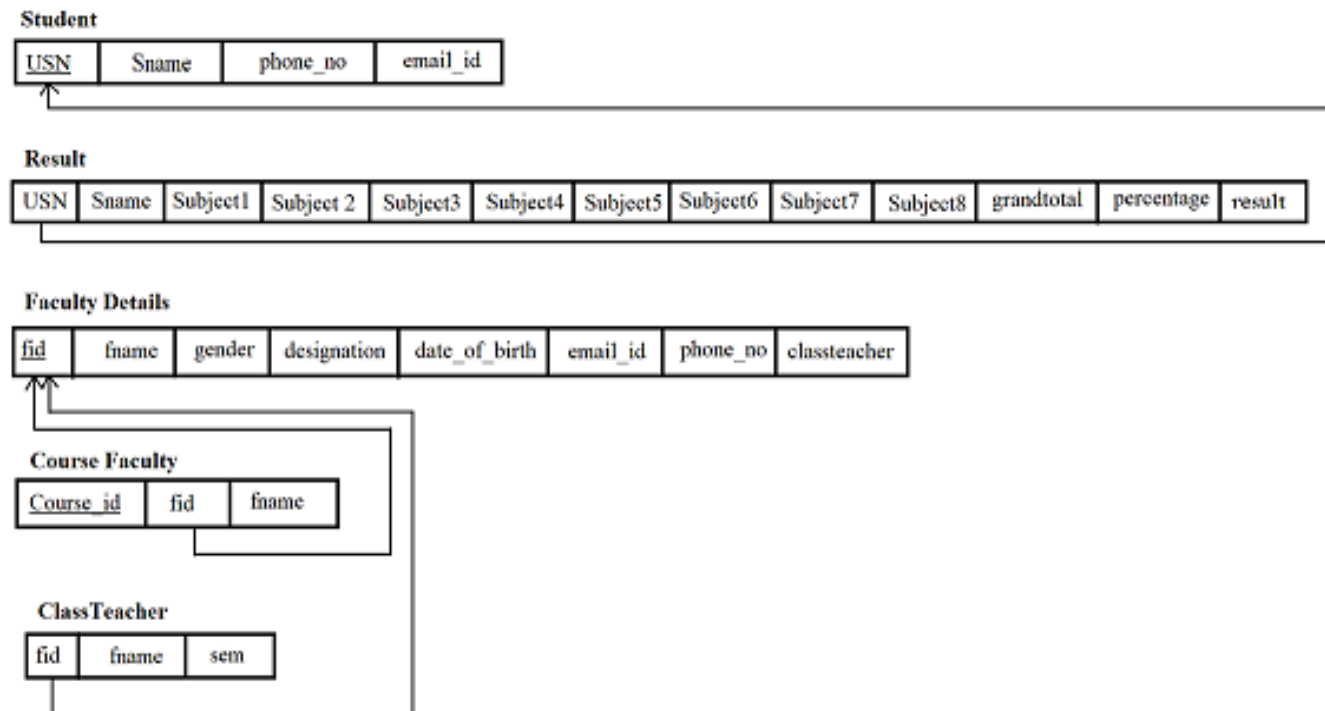 Student
USN Sname phone_no email_id
Result
USN Sname Subject1 Subject 2 Subject3 Subject4 Subject5 Subject6 Subject7 Subject8 grandtotal percentage result
Faculty Details
fid fname gender designation date_of_birth email_id phone_no classteacher
Course Faculty
Course_id fid fname
ClassTeacher
fid fname sem